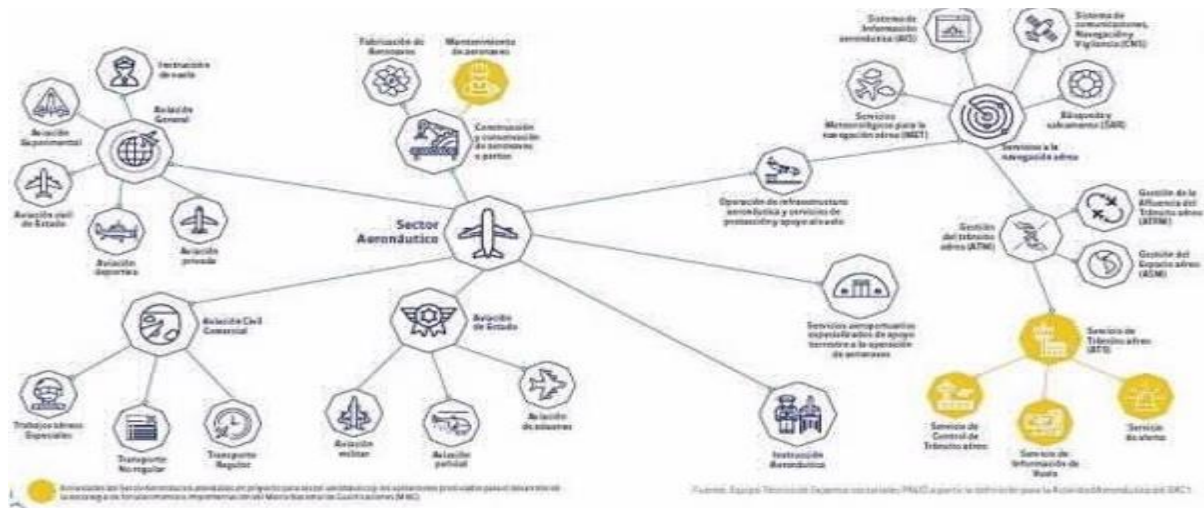 Instrucción
de vuelo
Aviación
General
Aviación
Experimental
Aviación civil
de Estado
Aviación
deportiva
Aviación
privada
Fabricación de
Aeronaves
Mantenimiento
de aeronaves
Construcción
y conservación
de aeronaves
o partes
Sector
Aeronáutico
Sistema de
Información
aeronáutica (AIS)
Sistema de
comunicaciones,
Navegación y
Vigilancia (CNS)
Servicios
Meteorológicos para la
navegación aérea (MET)
Búsqueda y
salvamento (SAR)
Servicios a la
navegación aérea
Operación de infraestructura
aeronáutica y servicios de
protección y apoyo al vuelo
Gestión
del tránsito
aéreo (ATM)
Gestión de la
Afluencia del
Tránsito aéreo
Gestión del
Espacio aéreo
(ASM)
Aviación Civil
Comercial
Aviación
de Estado
Servicios aeroportuarios
especializados de apoyo
terrestre a la operación
de aeronaves
Servicio de
Tránsito aéreo
(ATS)
Trabajos aéreos
Especiales
Transporte
No regular
Transporte
Regular
Aviación
militar
Aviación
policial
Aviación
de aduanas
Instrucción
Aeronáutica
Servicio de
Control de
Tránsito aéreo
Servicio de
Información de
Vuelo
Servicio
de alerta